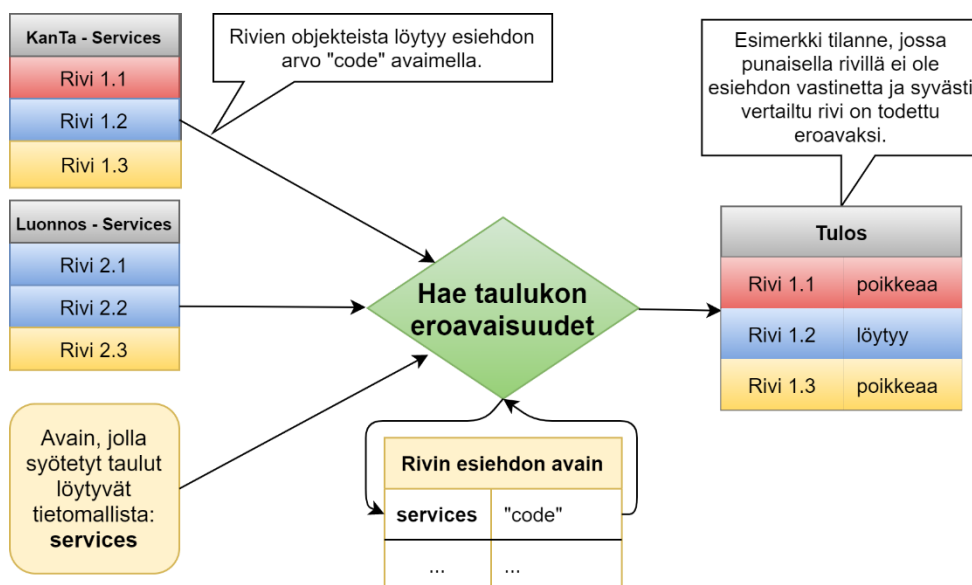 KanTa - Services
Rivi 1.1
Rivi 1.2
Rivi 1.3
Rivien objekteista löytyy esiehdon
arvo "code" avaimella.
Esimerkki tilanne, jossa
punaisella rivillä ei ole
esiehdon vastinetta ja syvästi
vertailtu rivi on todettu
eroavaksi.
Luonnos - Services
Rivi 2.1
Rivi 2.2
Rivi 2.3
Hae taulukon
eroavaisuudet
Tulos
Rivi 1.1 poikkeaa
Rivi 1.2 löytyy
Rivi 1.3 poikkeaa
Avain, jolla
syötetyt taulut
löytyvät
tietomallista:
services
Rivin esiehdon avain
services "code"
... ...